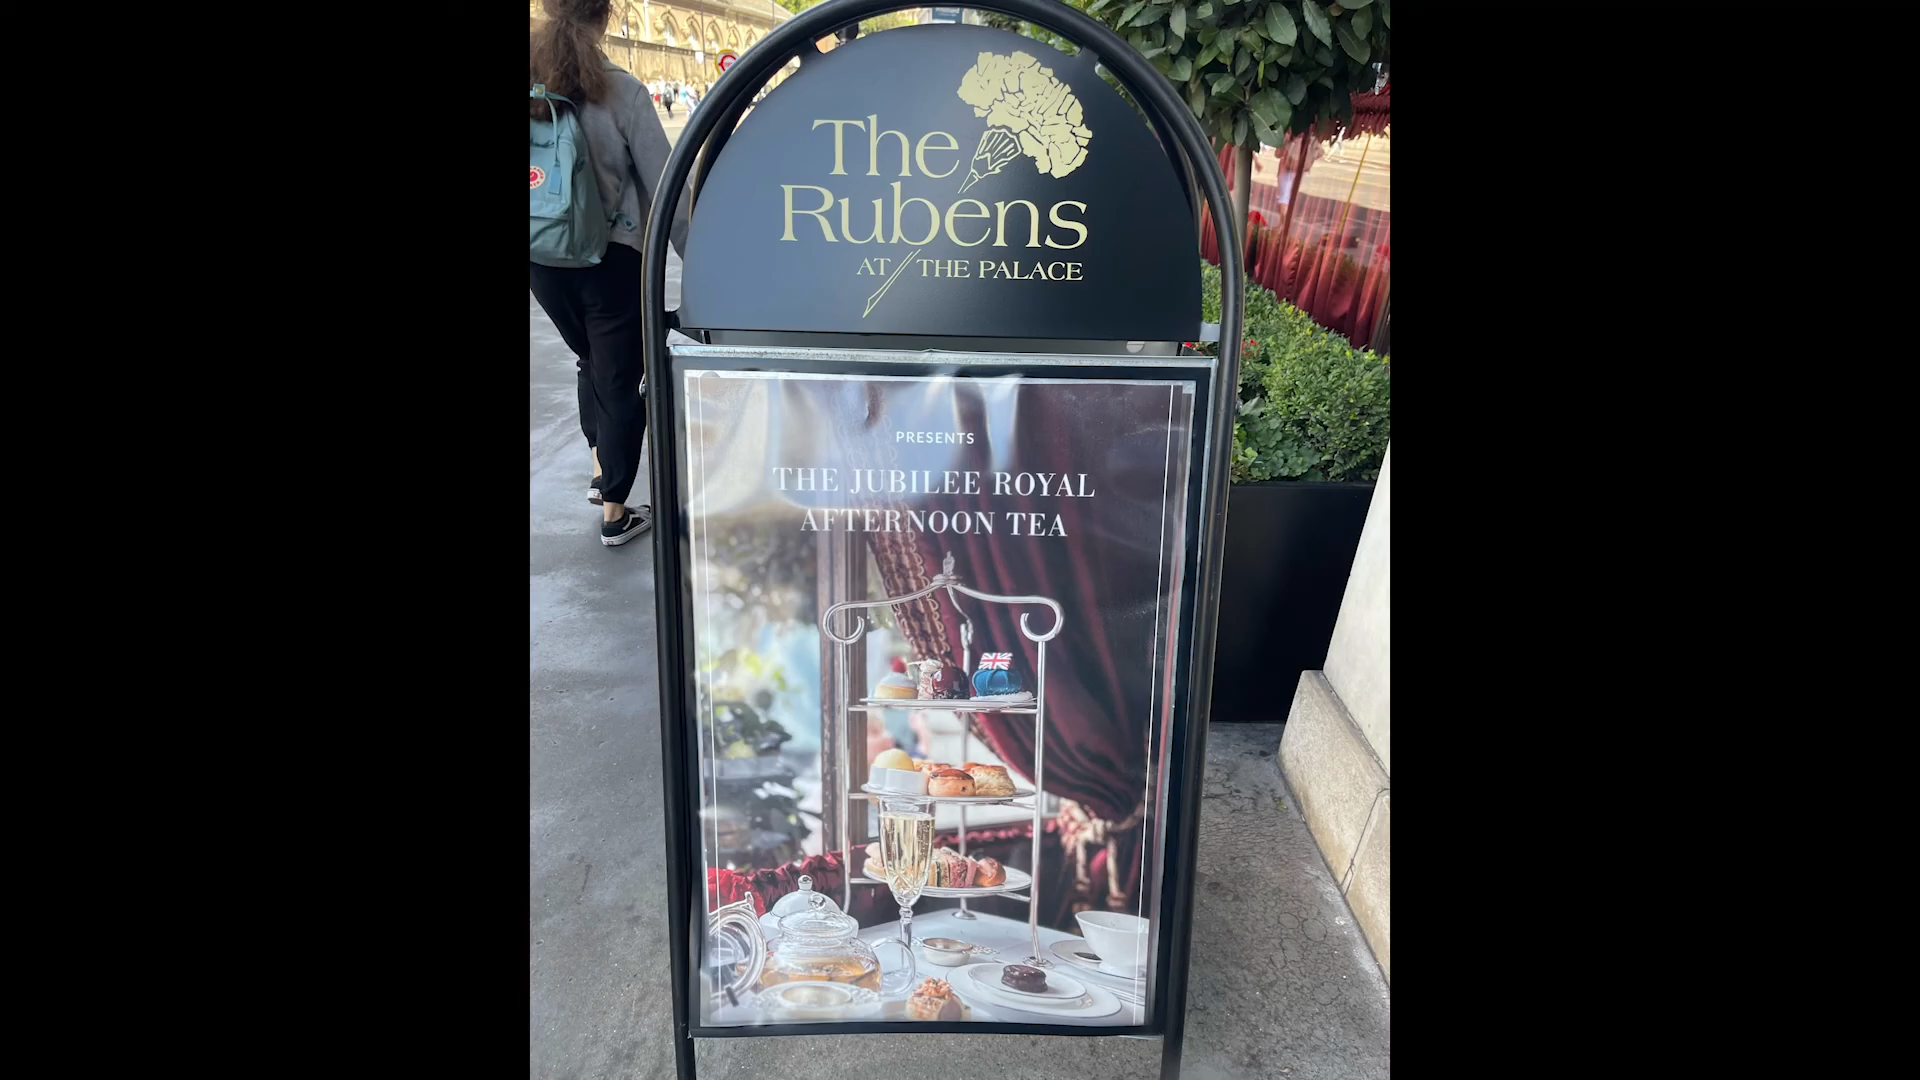 The
Rubens
AT THE PALACE
PRESENTS
THE JUBILEE ROYAL
AFTERNOON TEA